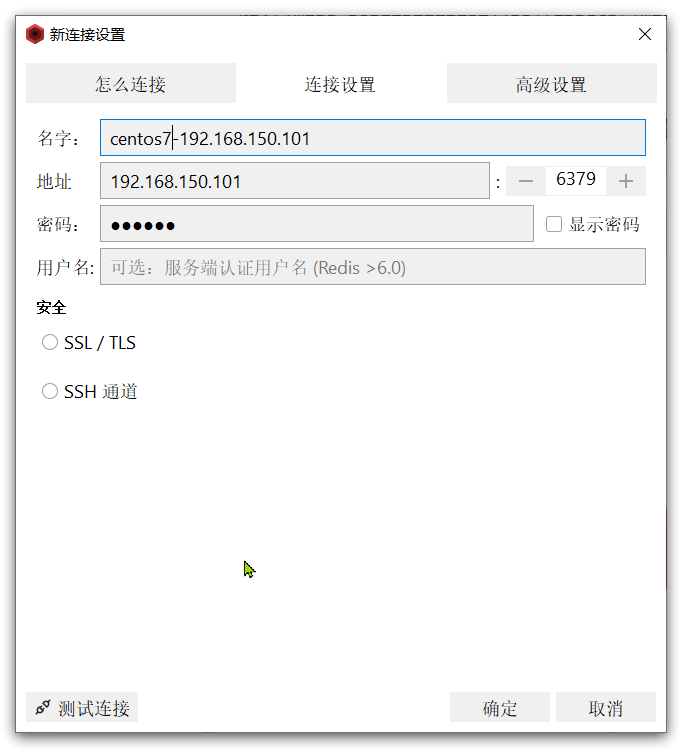 新连接设置
怎么连接 连接设置 高级设置
名字： centos7-192.168.150.101
地址 192.168.150.101 : 6379
密码： ●●●●●● 显示密码
用户名: 可选：服务端认证用户名 (Redis >6.0)
安全
SSL / TLS
SSH 通道
测试连接 确定 取消